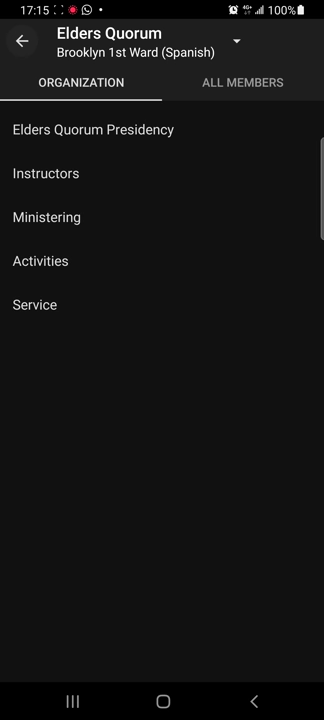 17:15 4G+ 100%
Elders Quorum
Brooklyn 1st Ward (Spanish)
ORGANIZATION ALL MEMBERS
Elders Quorum Presidency
Instructors
Ministering
Activities
Service